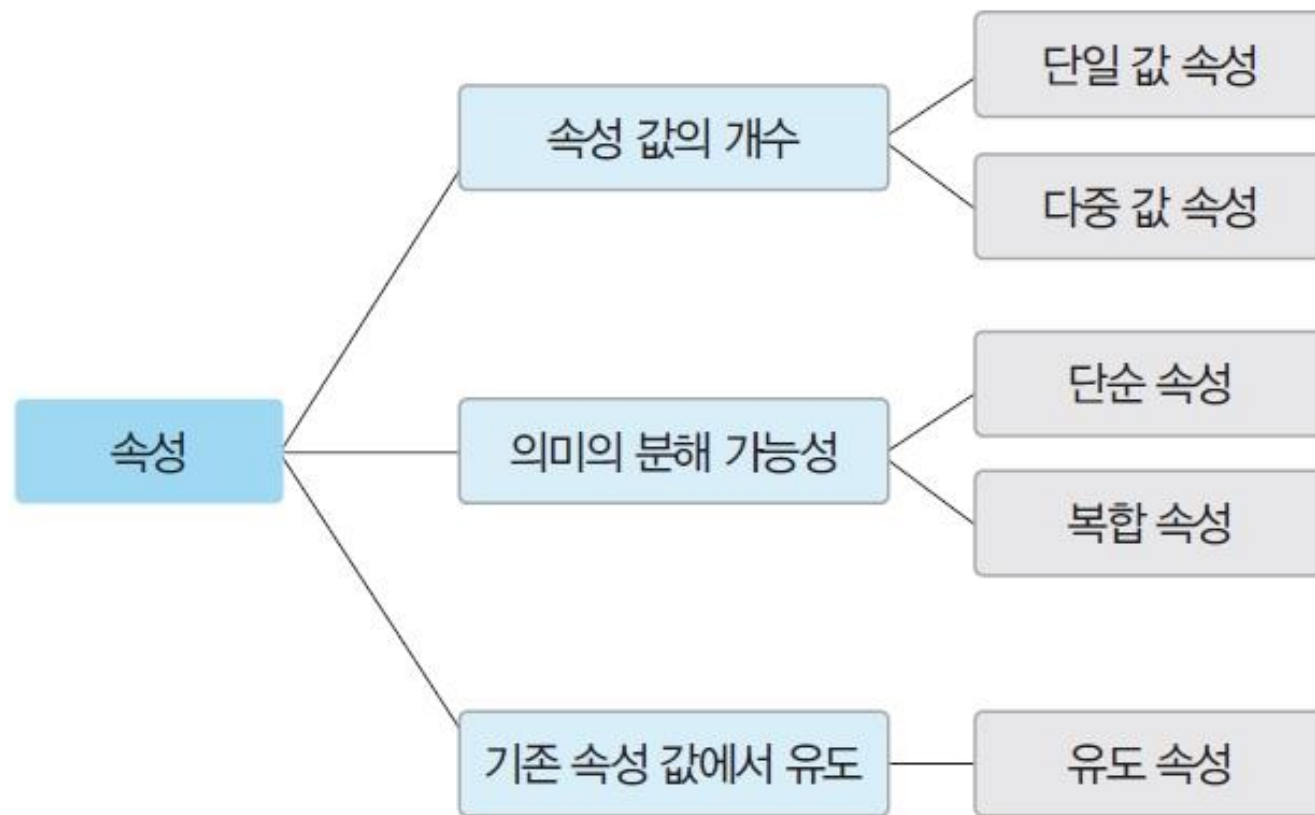 속성
속성 값의 개수
단일 값 속성
다중 값 속성
의미의 분해 가능성
단순 속성
복합 속성
기존 속성 값에서 유도
유도 속성